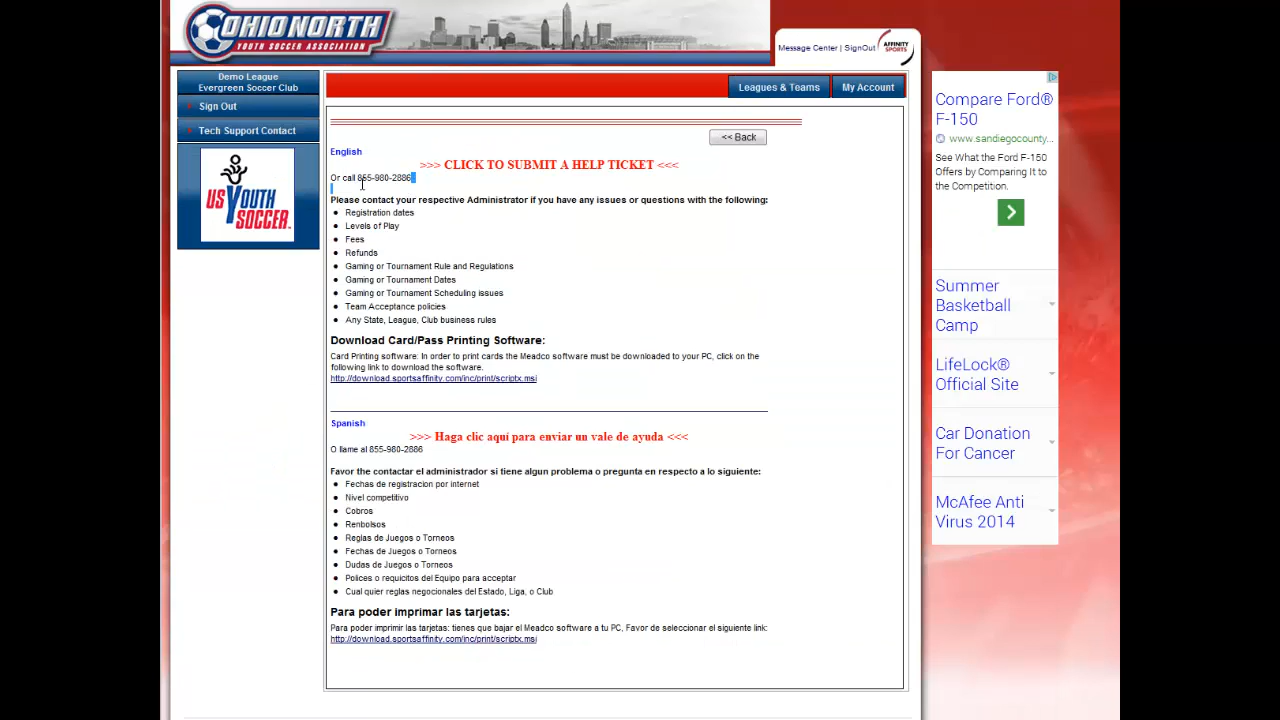 OHIO NORTH
YOUTH SOCCER ASSOCIATION
Message Center | SignOut
AFFINITY
SPORTS
Demo League
Evergreen Soccer Club
Sign Out
Tech Support Contact
US YOUTH
SOCCER
Leagues & Teams
My Account
<< Back
English
>>> CLICK TO SUBMIT A HELP TICKET <<<
Or call 855-980-2886
Please contact your respective Administrator if you have any issues or questions with the following:
Registration dates
Levels of Play
Fees
Refunds
Gaming or Tournament Rule and Regulations
Gaming or Tournament Dates
Gaming or Tournament Scheduling issues
Team Acceptance policies
Any State, League, Club business rules
Download Card/Pass Printing Software:
Card Printing software: In order to print cards the Meadco software must be downloaded to your PC, click on the
following link to download the software.
http://download.sportsaffinity.com/inc/print/scriptx.msi
Spanish
>>> Haga clic aquí para enviar un vale de ayuda <<<
O llame al 855-980-2886
Favor the contactar el administrador si tiene algun problema o pregunta en respecto a lo siguiente:
Fechas de registracion por internet
Nivel competitivo
Cobros
Renbolsos
Reglas de Juegos o Torneos
Fechas de Juegos o Torneos
Dudas de Juegos o Torneos
Polices o requicitos del Equipo para acceptar
Cual quier reglas negocionales del Estado, Liga, o Club
Para poder imprimir las tarjetas:
Para poder imprimir las tarjetas: tienes que bajar el Meadco software a tu PC, Favor de seleccionar el siguiente link:
http://download.sportsaffinity.com/inc/print/scriptx.msi
Compare Ford®
F-150
www.sandiegocounty...
See What the Ford F-150
Offers by Comparing It to
the Competition.
Summer
Basketball
Camp
LifeLock®
Official Site
Car Donation
For Cancer
McAfee Anti
Virus 2014